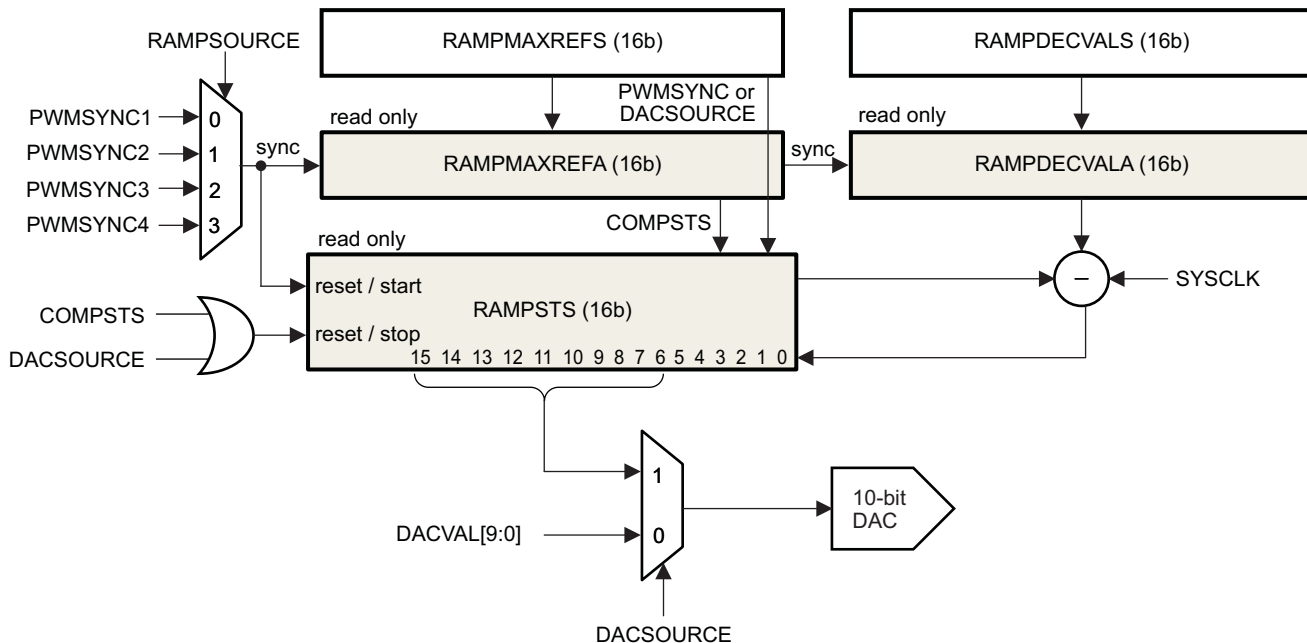 RAMPSOURCE
RAMPMAXREFS (16b)
RAMPDECVALS (16b)
PWMSYNC or
DACSOURCE
PWMSYNC1
0
PWMSYNC2
1
PWMSYNC3
2
PWMSYNC4
3
sync
read only
RAMPMAXREFA (16b)
sync
read only
RAMPDECVALA (16b)
COMPSTS
read only
reset / start
RAMPSTS (16b)
reset / stop
15 14 13 12 11 10 9 8 7 6 5 4 3 2 1 0
–
SYSCLK
COMPSTS
DACSOURCE
1
DACVAL[9:0]
0
10-bit
DAC
DACSOURCE